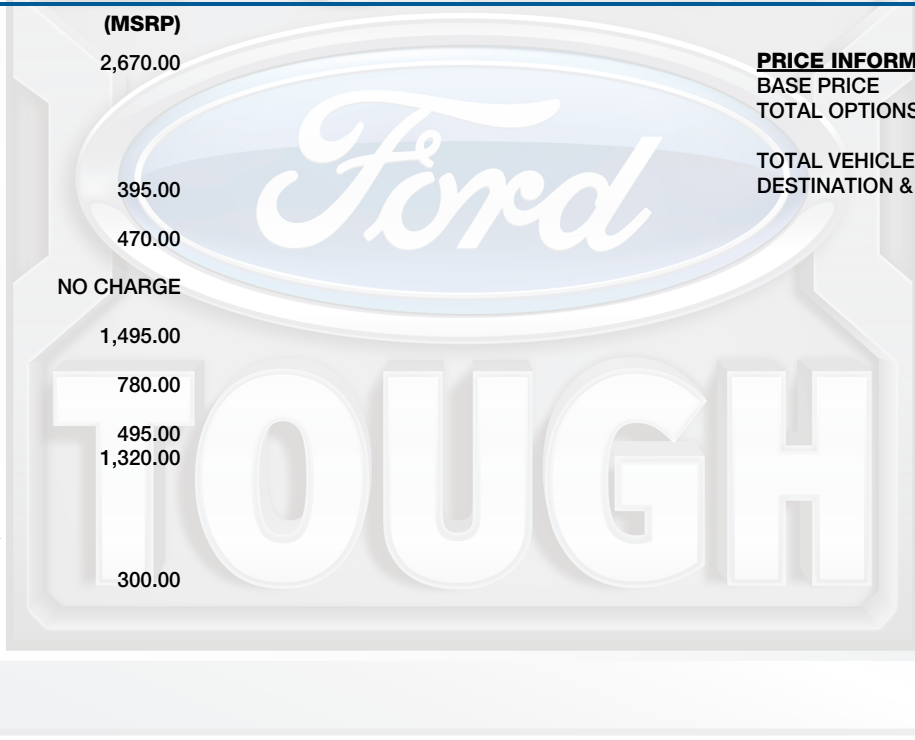 (MSRP)
2,670.00
395.00
470.00
NO CHARGE
1,495.00
780.00
495.00
1,320.00
300.00
PRICE INFORM
BASE PRICE
TOTAL OPTIONS
TOTAL VEHICLE
DESTINATION &
Ford
TOUGH